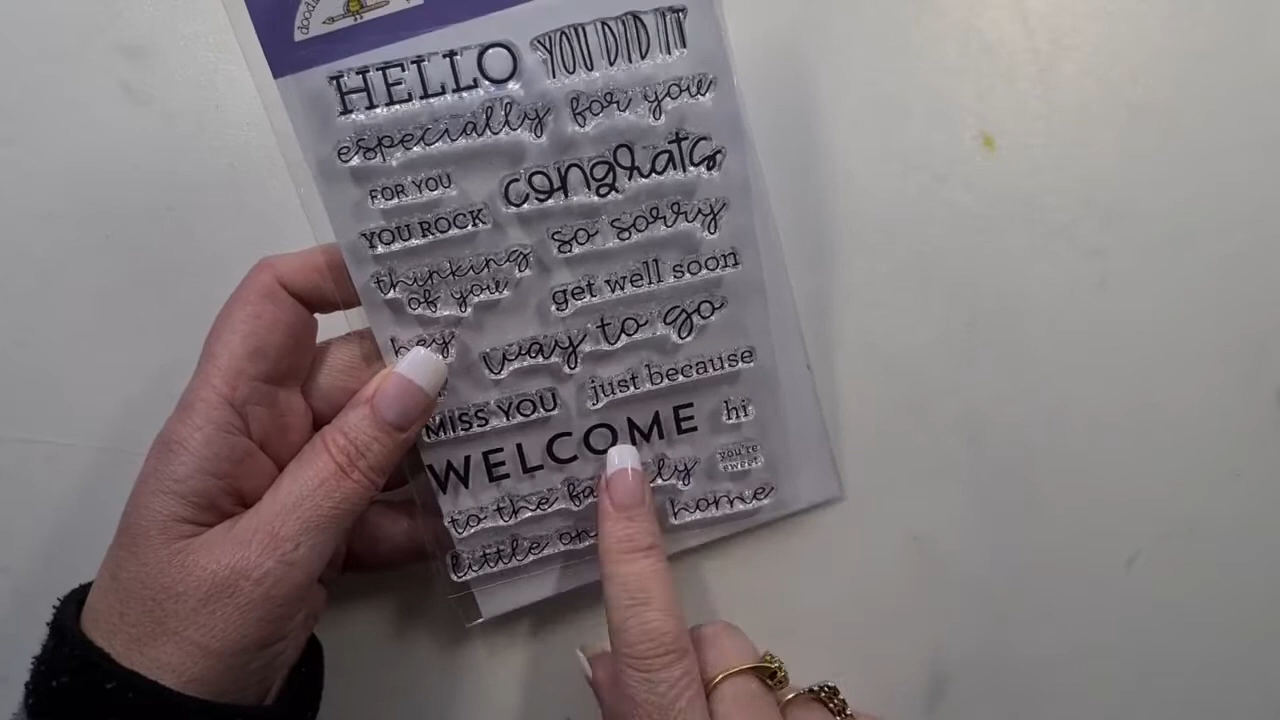 dood
HELLO YOU DID IT
especially for you
FOR YOU congrats
YOU ROCK so sorry
thinking of you get well soon
hey way to go
MISS YOU just because
WELCOME hi
you're sweet
to the home
little